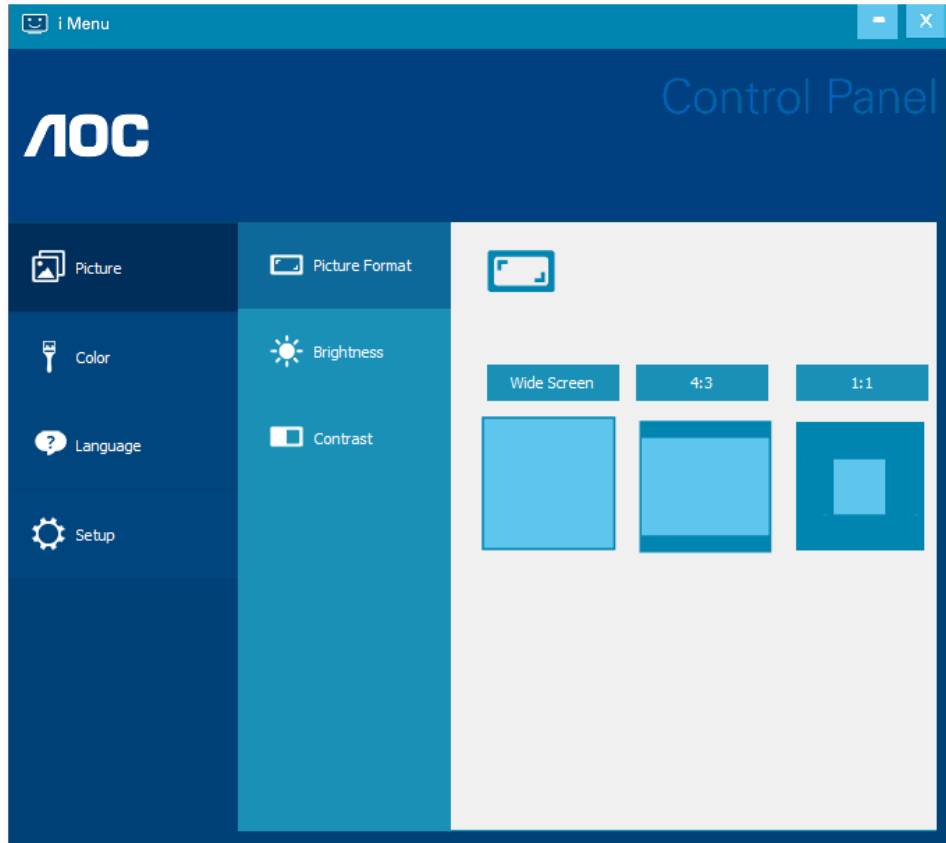 i Menu
X
Control Panel
AOC
Picture
Color
Language
Setup
Picture Format
Brightness
Contrast
Wide Screen
4:3
1:1